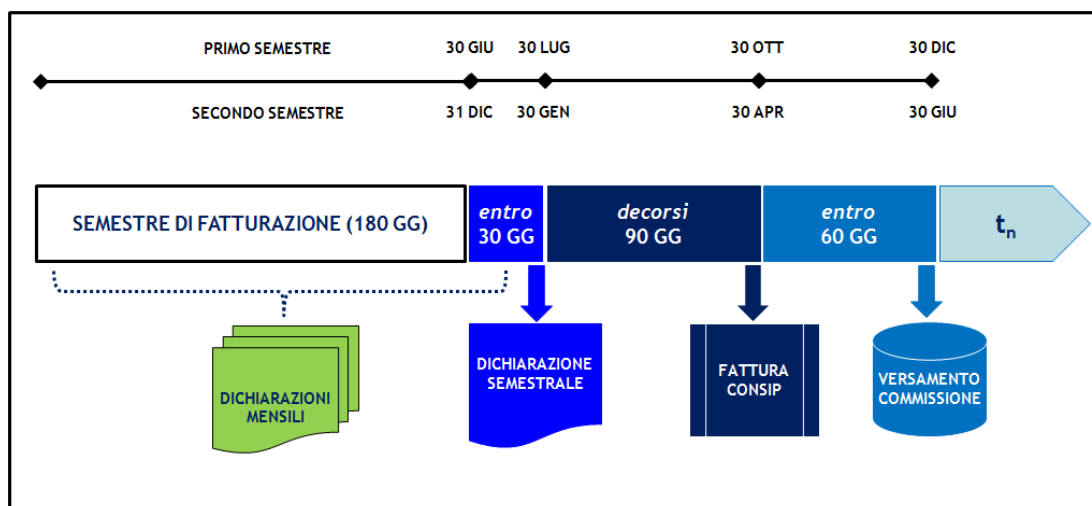 PRIMO SEMESTRE
30 GIU
30 LUG
30 OTT
30 DIC
SECONDO SEMESTRE
31 DIC
30 GEN
30 APR
30 GIU
SEMESTRE DI FATTURAZIONE (180 GG)
entro
30 GG
decorsi
90 GG
entro
60 GG
tn
DICHIARAZIONI
MENSILI
DICHIARAZIONE
SEMESTRALE
FATTURA
CONSIP
VERSAMENTO
COMMISSIONE